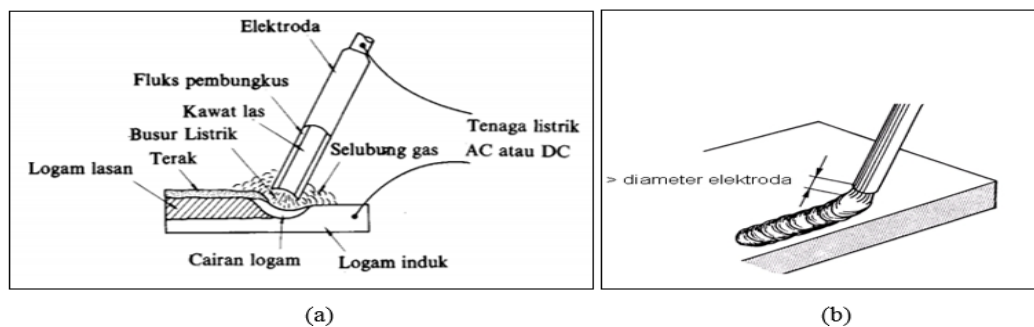 Elektroda
Fluks pembungkus
Kawat las
Busur Listrik
Terak
Logam lasan
Selubung gas
Tenaga listrik
AC atau DC
Cairan logam
Logam induk
> diameter elektroda
(a)
(b)